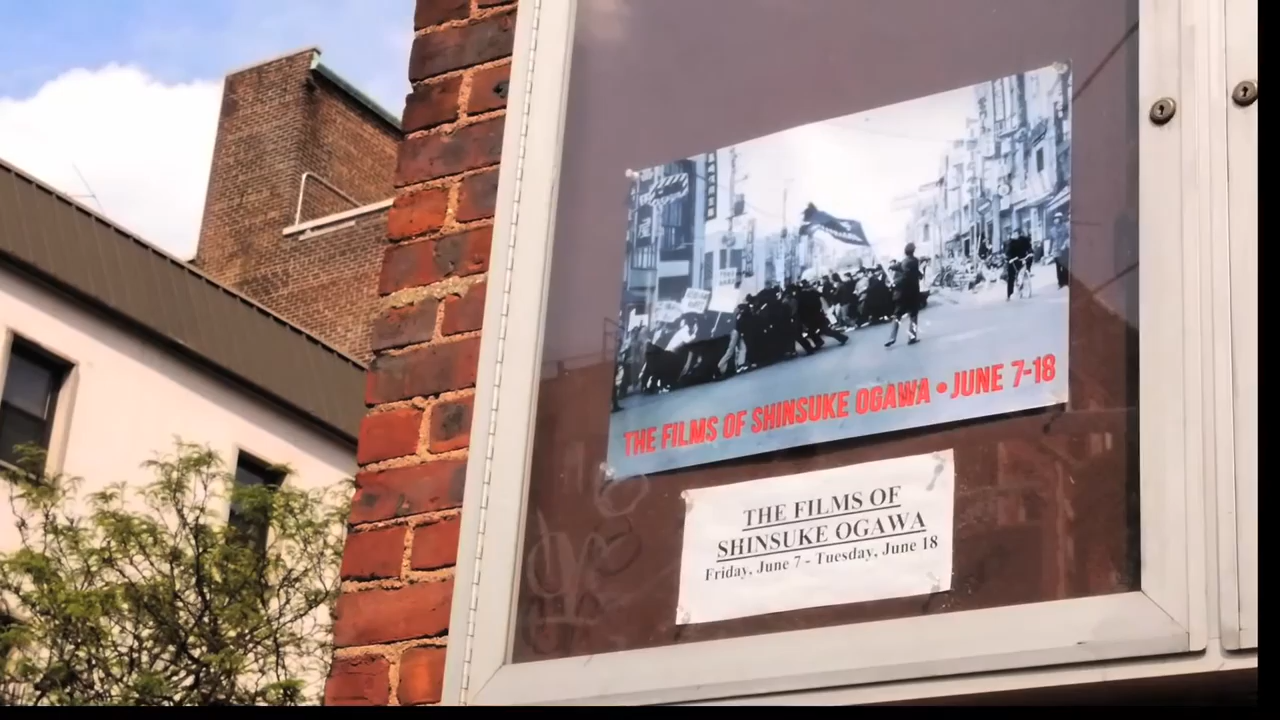 THE FILMS OF SHINSUKE OGAWA • JUNE 7-18
THE FILMS OF
SHINSUKE OGAWA
Friday, June 7 - Tuesday, June 18